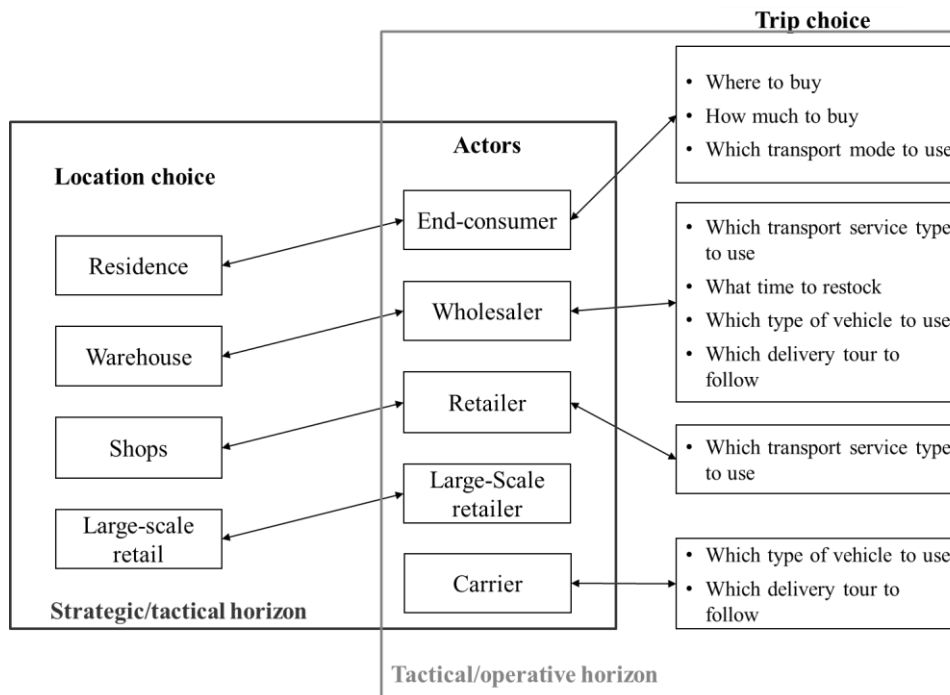 Trip choice
• Where to buy
• How much to buy
• Which transport mode to use
Actors
Location choice
End-consumer
Residence
• Which transport service type
to use
• What time to restock
• Which type of vehicle to use
• Which delivery tour to
follow
Wholesaler
Warehouse
Retailer
Shops
• Which transport service type
to use
Large-Scale
retailer
Large-scale
retail
Carrier
• Which type of vehicle to use
• Which delivery tour to
follow
Strategic/tactical horizon
Tactical/operative horizon